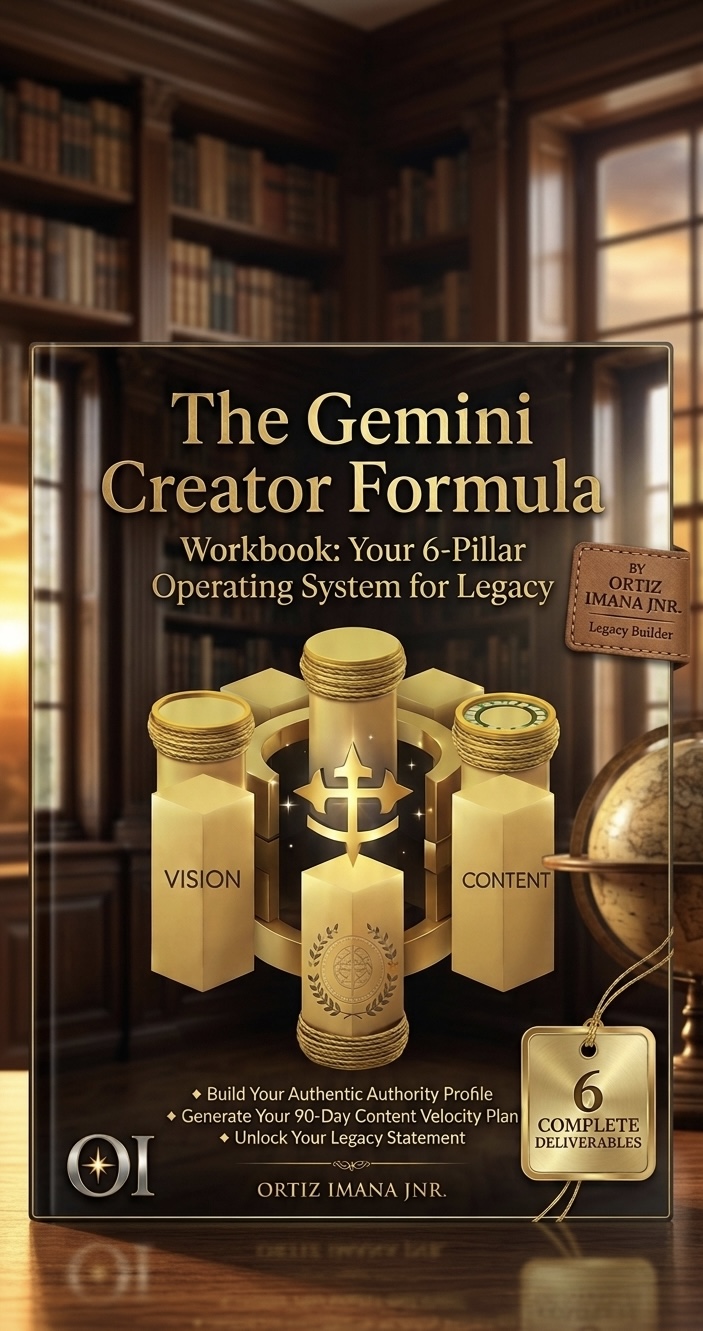 The Gemini
Creator Formula
Workbook: Your 6-Pillar
Operating System for Legacy
BY
ORTIZ
IMANA JNR.
Legacy Builder
VISION
CONTENT
◆ Build Your Authentic Authority Profile
◆ Generate Your 90-Day Content Velocity Plan
◆ Unlock Your Legacy Statement
6
COMPLETE
DELIVERABLES
OI
ORTIZ IMANA JNR.